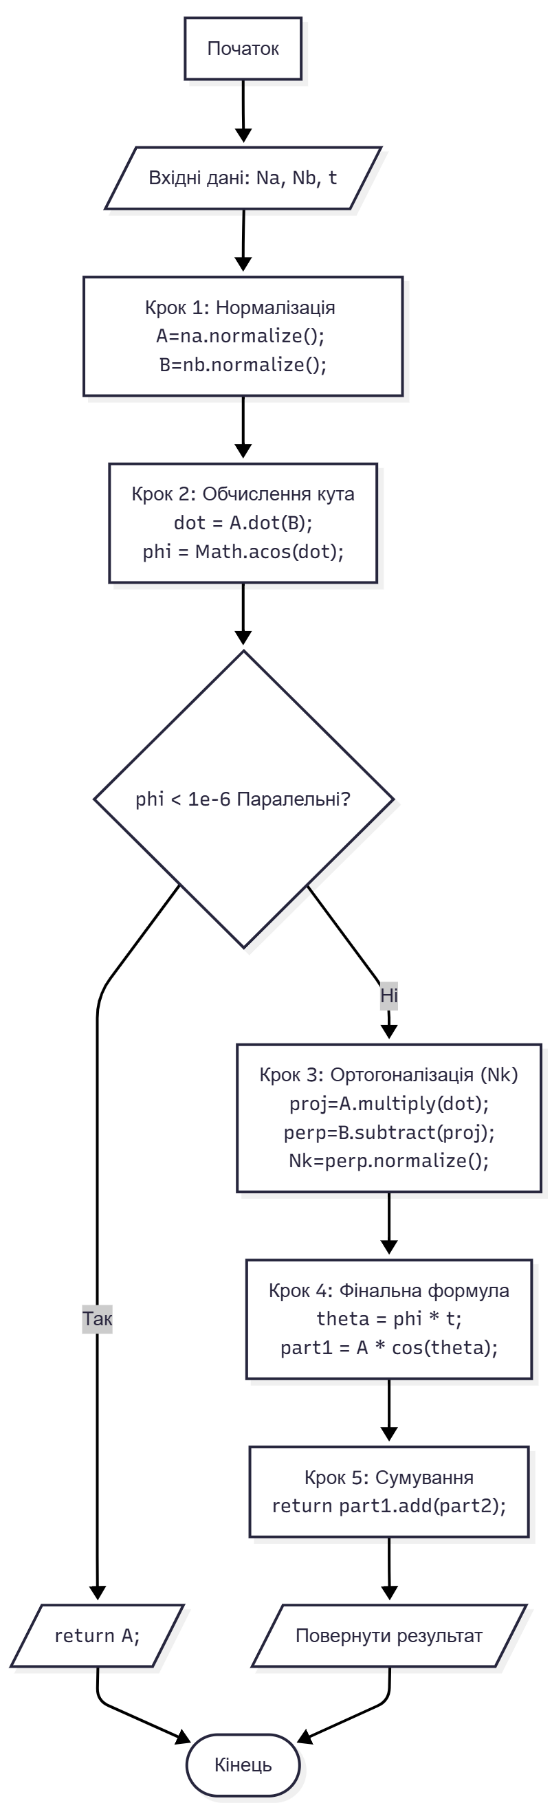 Початок
Вхідні дані: Na, Nb, t
Крок 1: Нормалізація
A=na.normalize();
B=nb.normalize();
Крок 2: Обчислення кута
dot = A.dot(B);
phi = Math.acos(dot);
phi < 1e-6 Паралельні?
Ні
Крок 3: Ортогоналізація (Nk)
proj=A.multiply(dot);
perp=B.subtract(proj);
Nk=perp.normalize();
Крок 4: Фінальна формула
theta = phi * t;
part1 = A * cos(theta);
Так
Крок 5: Сумування
return part1.add(part2);
return A;
Повернути результат
Кінець